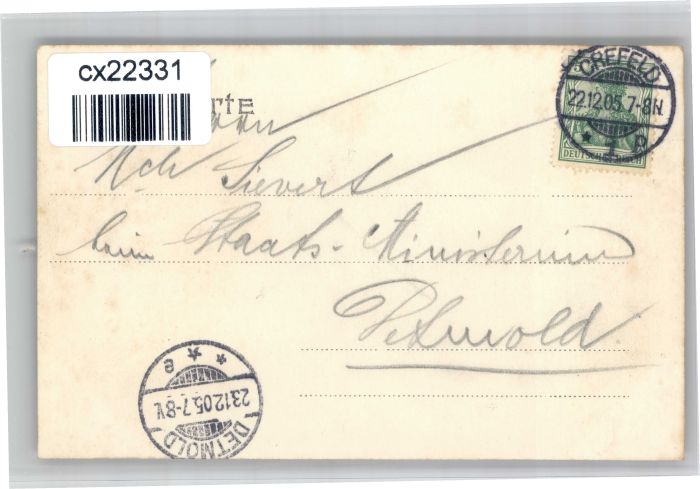 cx22331
rte
CREFELD
22.12.05.7-8N.
* 1 p
DEUTSCHES REICH
Sievert
beim Staats-Ministerium
Detmold.
* * e
23.12.05.7-8V.
DETMOLD